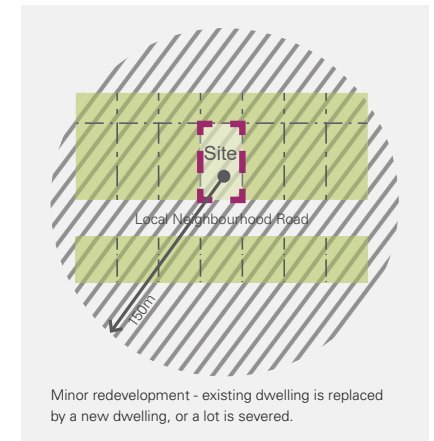 Site
Local Neighbourhood Road
150m
Minor redevelopment - existing dwelling is replaced
by a new dwelling, or a lot is severed.